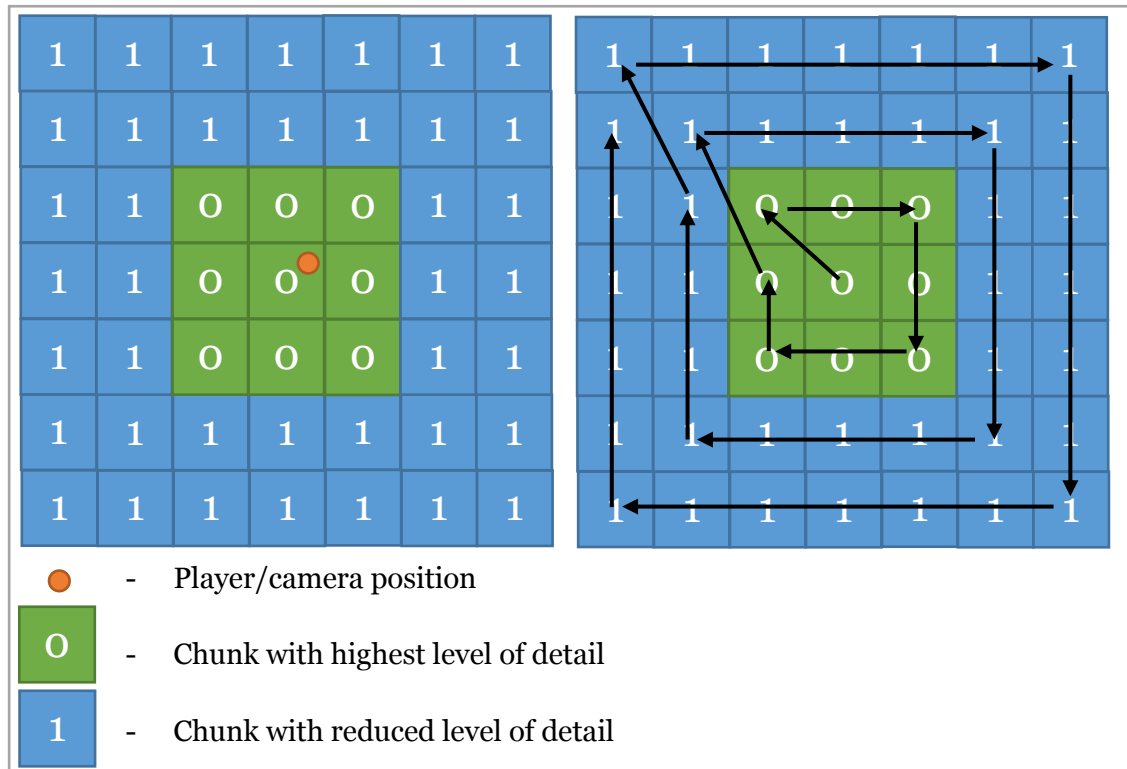 1 1 1 1 1 1 1 1 1 1 1 1 1 1
1 1 1 1 1 1 1 1 1 1 1 1 1 1
1 1 0 0 0 1 1 1 1 0 0 0 1 1
1 1 0 0 0 1 1 1 1 0 0 0 1 1
1 1 0 0 0 1 1 1 1 0 0 0 1 1
1 1 1 1 1 1 1 1 1 1 1 1 1 1
1 1 1 1 1 1 1 1 1 1 1 1 1 1
- Player/camera position
0 - Chunk with highest level of detail
1 - Chunk with reduced level of detail